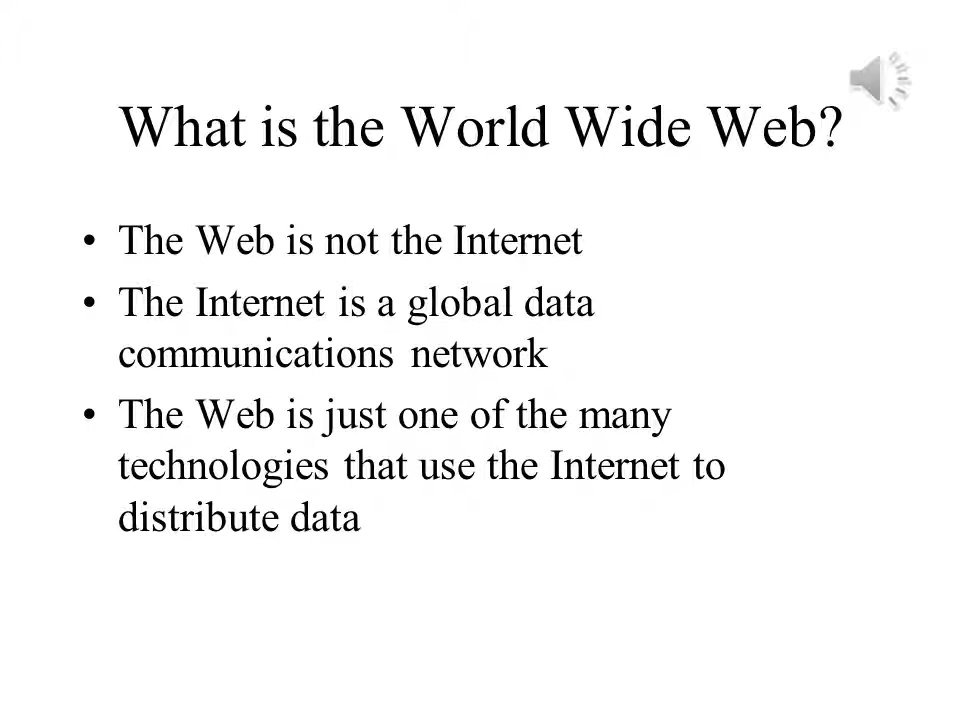 What is the World Wide Web?
• The Web is not the Internet
• The Internet is a global data
communications network
• The Web is just one of the many
technologies that use the Internet to
distribute data